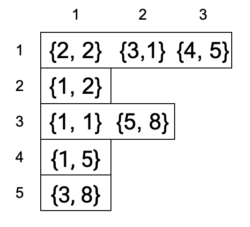 1 2 3
1 {2, 2} {3,1} {4, 5}
2 {1, 2}
3 {1, 1} {5, 8}
4 {1, 5}
5 {3, 8}